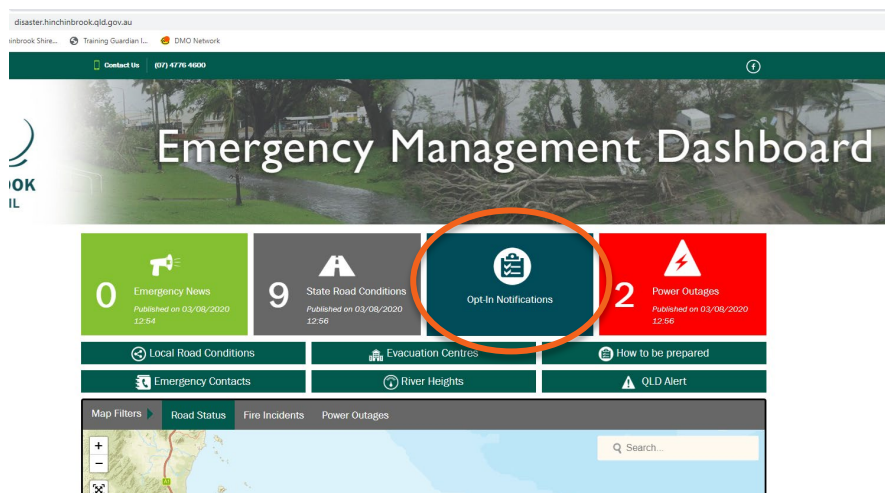 disaster.hinchinbrook.qld.gov.au
Shire...
Training Guardian I...
DMO Network
Contact Us
(07) 4776 4600
Emergency Management Dashboard
0
Emergency News
Published on 03/08/2020
12:54
9
State Road Conditions
Published on 03/08/2020
12:56
Opt-In Notifications
2
Power Outages
Published on 03/08/2020
12:56
Local Road Conditions
Evacuation Centres
How to be prepared
Emergency Contacts
River Heights
QLD Alert
Map Filters
Road Status
Fire Incidents
Power Outages
+
−
Search...